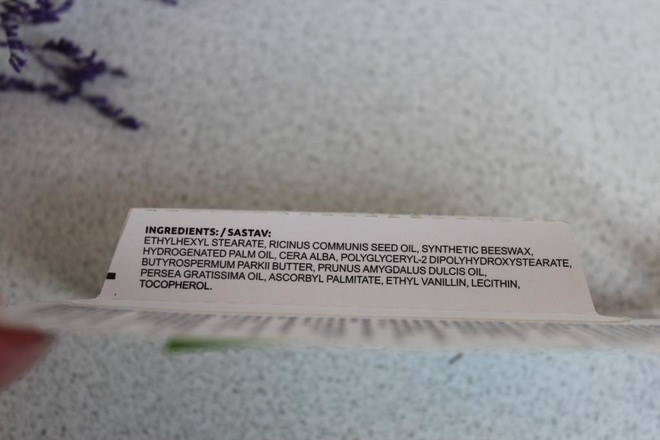 INGREDIENTS: / SASTAV:
ETHYLHEXYL STEARATE, RICINUS COMMUNIS SEED OIL, SYNTHETIC BEESWAX,
HYDROGENATED PALM OIL, CERA ALBA, POLYGLYCERYL-2 DIPOLYHYDROXYSTEARATE,
BUTYROSPERMUM PARKII BUTTER, PRUNUS AMYGDALUS DULCIS OIL,
PERSEA GRATISSIMA OIL, ASCORBYL PALMITATE, ETHYL VANILLIN, LECITHIN,
TOCOPHEROL.